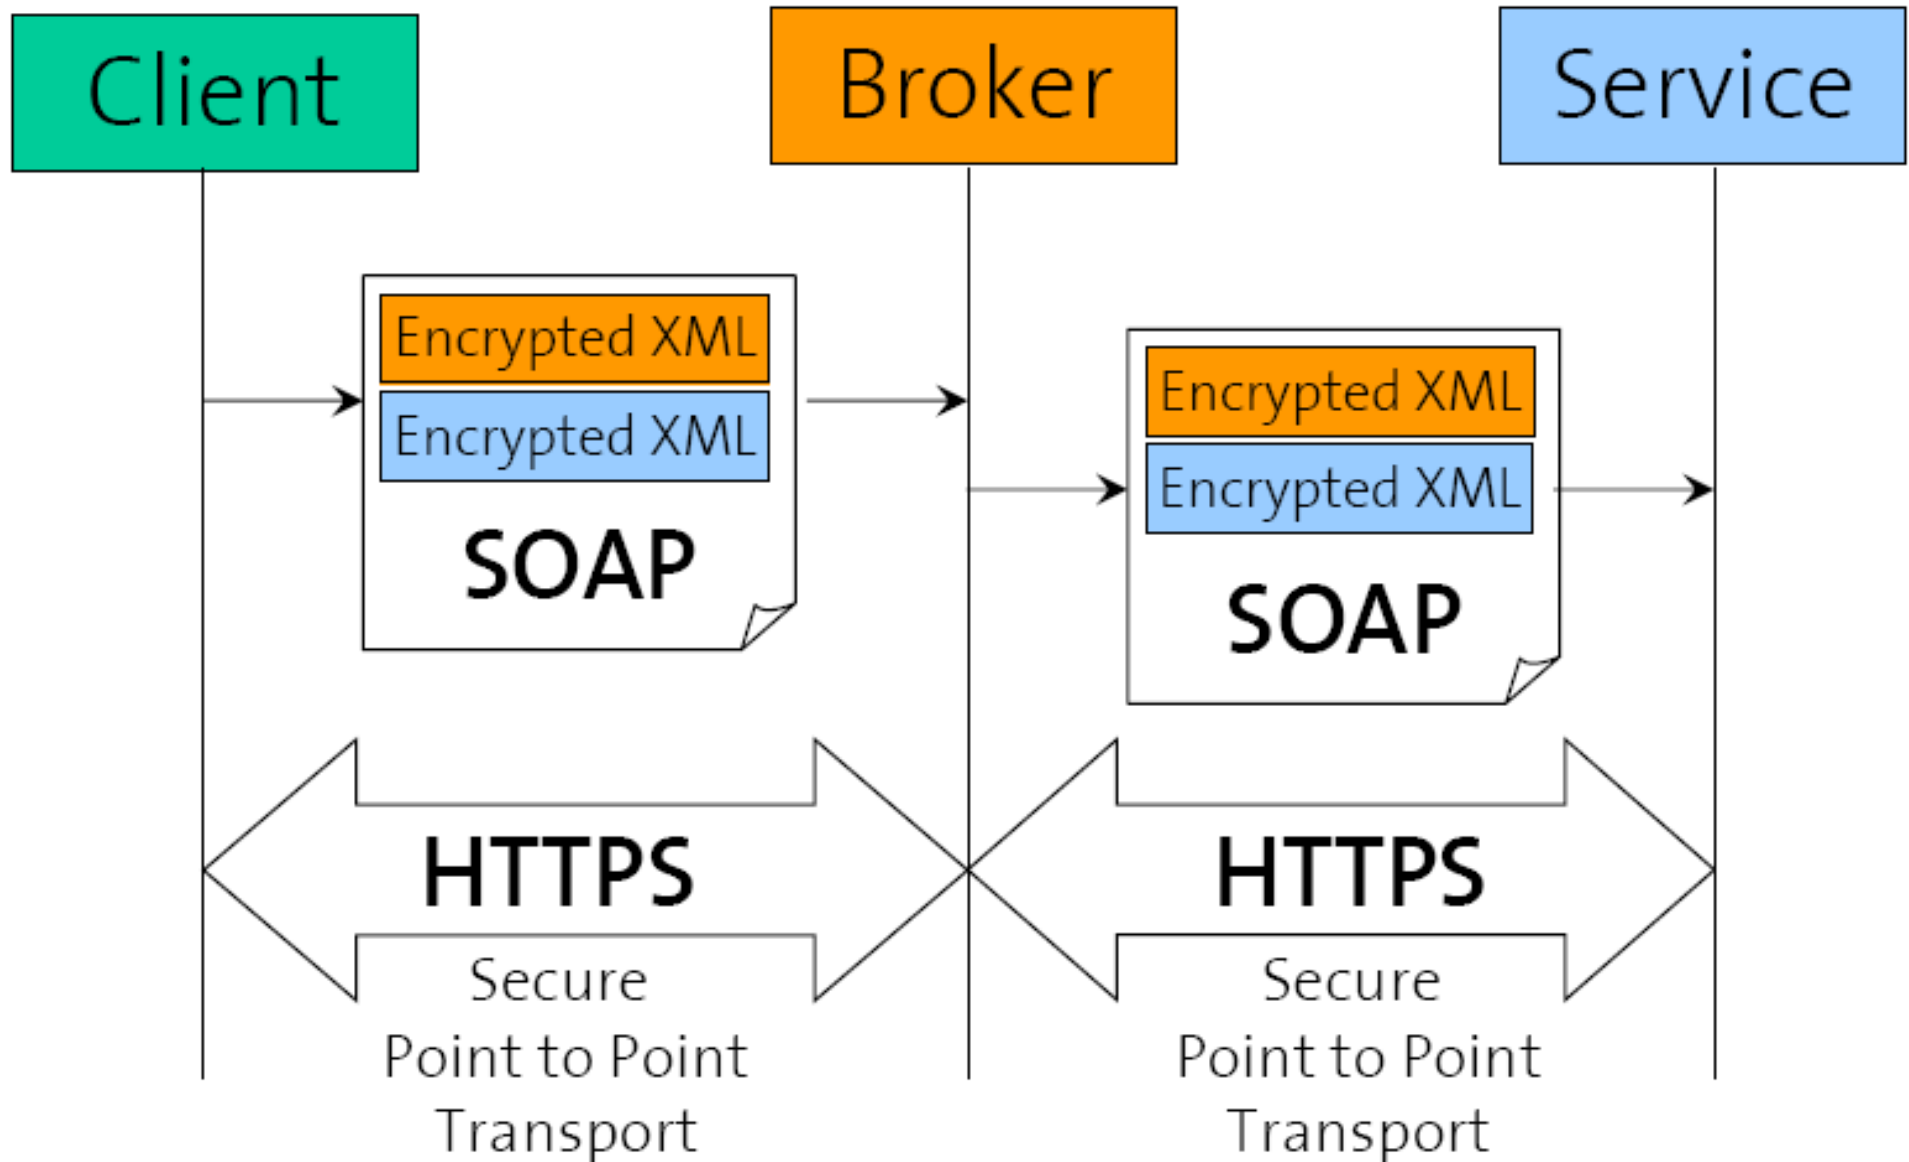 Client
Broker
Service
Encrypted XML
Encrypted XML
SOAP
Encrypted XML
Encrypted XML
SOAP
HTTPS
Secure
Point to Point
Transport
HTTPS
Secure
Point to Point
Transport